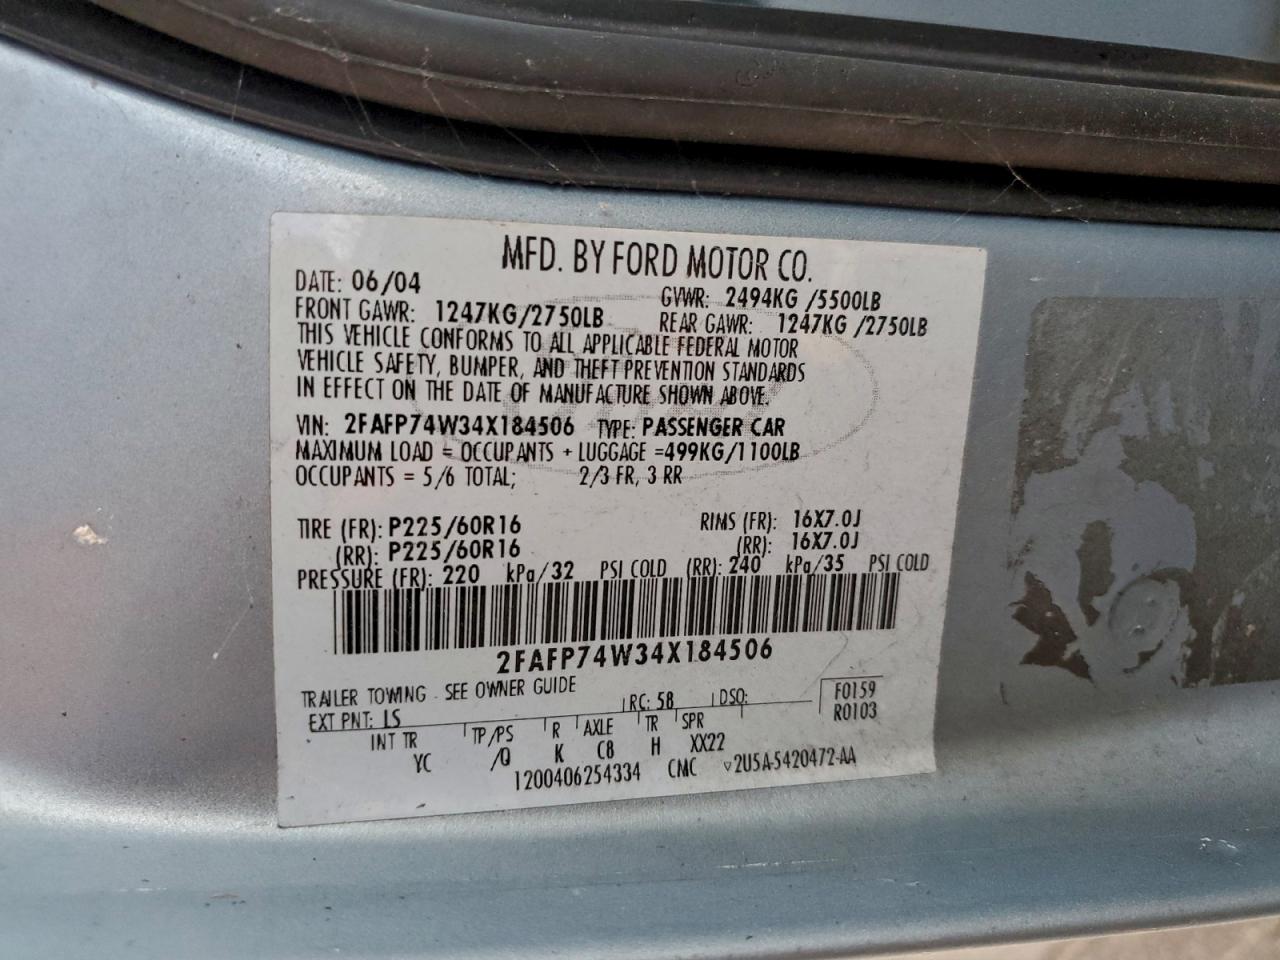 MFD. BY FORD MOTOR CO.
DATE: 06/04 GVWR: 2494KG /5500LB
FRONT GAWR: 1247KG/2750LB REAR GAWR: 1247KG /2750LB
THIS VEHICLE CONFORMS TO ALL APPLICABLE FEDERAL MOTOR
VEHICLE SAFETY, BUMPER, AND THEFT PREVENTION STANDARDS
IN EFFECT ON THE DATE OF MANUFACTURE SHOWN ABOVE.
VIN: 2FAFP74W34X184506 TYPE: PASSENGER CAR
MAXIMUM LOAD = OCCUPANTS + LUGGAGE =499KG/1100LB
OCCUPANTS = 5/6 TOTAL; 2/3 FR, 3 RR
TIRE (FR): P225/60R16 RIMS (FR): 16X7.0J
(RR): P225/60R16 (RR): 16X7.0J
PRESSURE (FR): 220 kPa/32 PSI COLD (RR): 240 kPa/35 PSI COLD
2FAFP74W34X184506
TRAILER TOWING - SEE OWNER GUIDE
EXT PNT: LS RC: 58 DSO: F0159
R0103
INT TR TP/PS R AXLE TR SPR
YC /Q K C8 H XX22
1200406254334 CMC ▽2U5A-5420472-AA